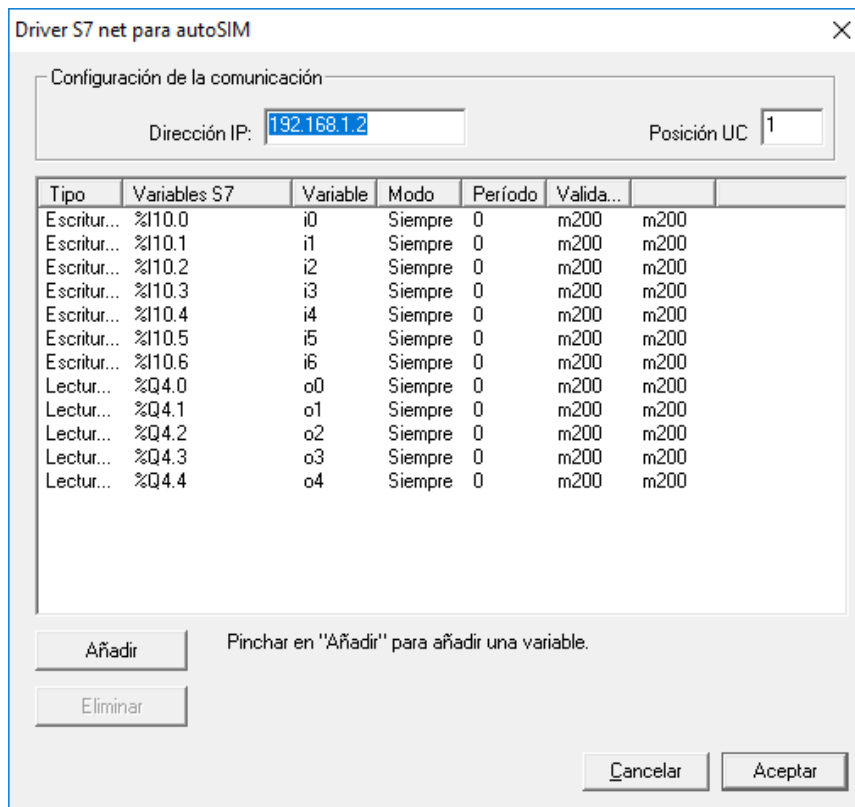 Driver S7 net para autoSIM
Configuración de la comunicación
Dirección IP: 192.168.1.2 Posición UC 1
Tipo Variables S7 Variable Modo Período Valida...
Escritur... %I10.0 i0 Siempre 0 m200 m200
Escritur... %I10.1 i1 Siempre 0 m200 m200
Escritur... %I10.2 i2 Siempre 0 m200 m200
Escritur... %I10.3 i3 Siempre 0 m200 m200
Escritur... %I10.4 i4 Siempre 0 m200 m200
Escritur... %I10.5 i5 Siempre 0 m200 m200
Escritur... %I10.6 i6 Siempre 0 m200 m200
Lectur... %Q4.0 o0 Siempre 0 m200 m200
Lectur... %Q4.1 o1 Siempre 0 m200 m200
Lectur... %Q4.2 o2 Siempre 0 m200 m200
Lectur... %Q4.3 o3 Siempre 0 m200 m200
Lectur... %Q4.4 o4 Siempre 0 m200 m200
Añadir Pinchar en "Añadir" para añadir una variable.
Eliminar
Cancelar Aceptar